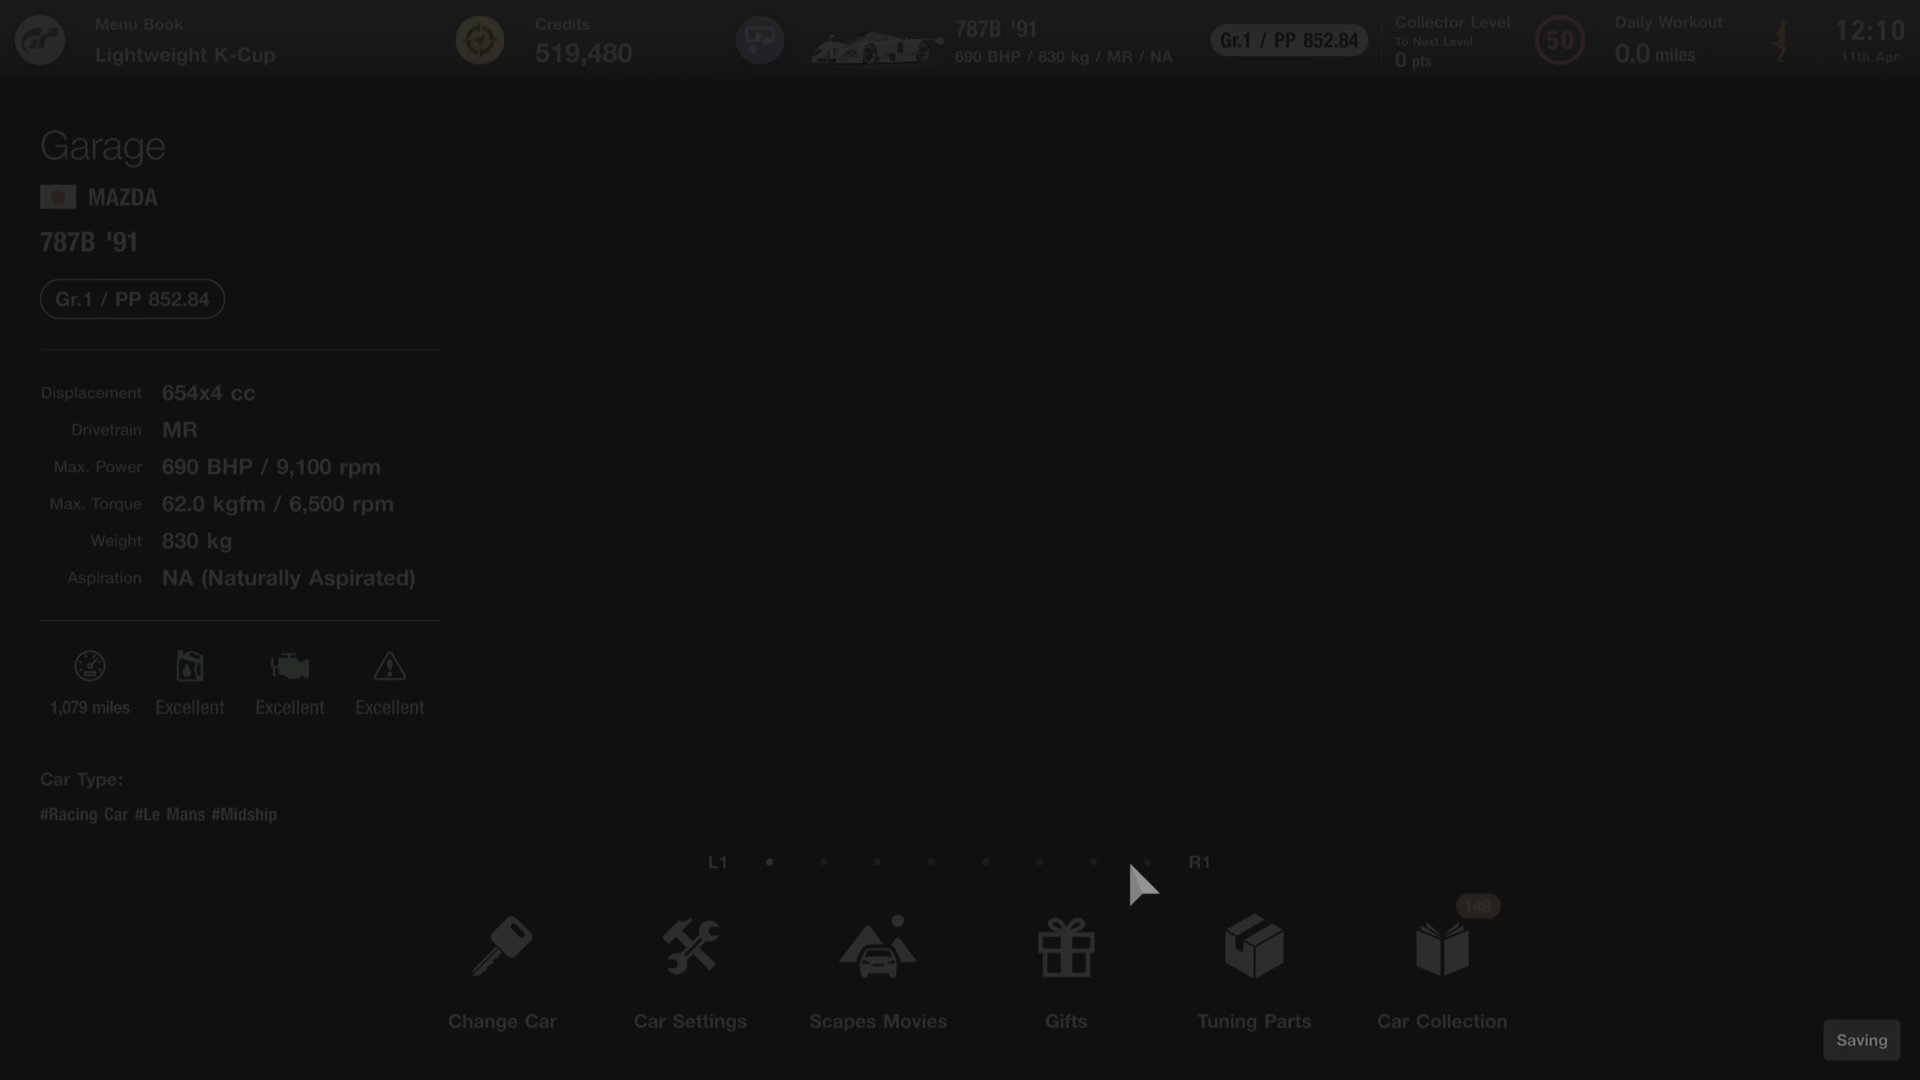 Menu Book
Lightweight K-Cup
Credits
519,480
787B '91
690 BHP / 830 kg / MR / NA
Gr.1 / PP 852.84
Collector Level
To Next Level
0 pts
50
Daily Workout
0.0 miles
12:10
11th Apr
Garage
MAZDA
787B '91
Gr.1 / PP 852.84
Displacement 654x4 cc
Drivetrain MR
Max. Power 690 BHP / 9,100 rpm
Max. Torque 62.0 kgfm / 6,500 rpm
Weight 830 kg
Aspiration NA (Naturally Aspirated)
1,079 miles Excellent Excellent Excellent
Car Type:
#Racing Car #Le Mans #Midship
L1 R1
149
Change Car Car Settings Scapes Movies Gifts Tuning Parts Car Collection
Saving